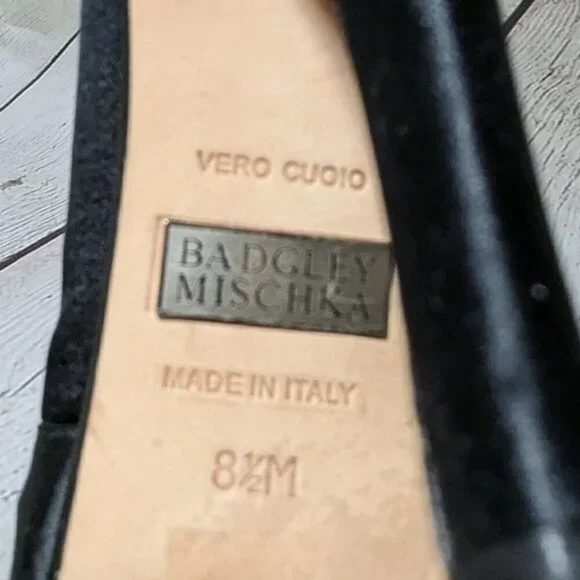 VERO CUOIO
BADGLEY
MISCHKA
MADE IN ITALY
8½M